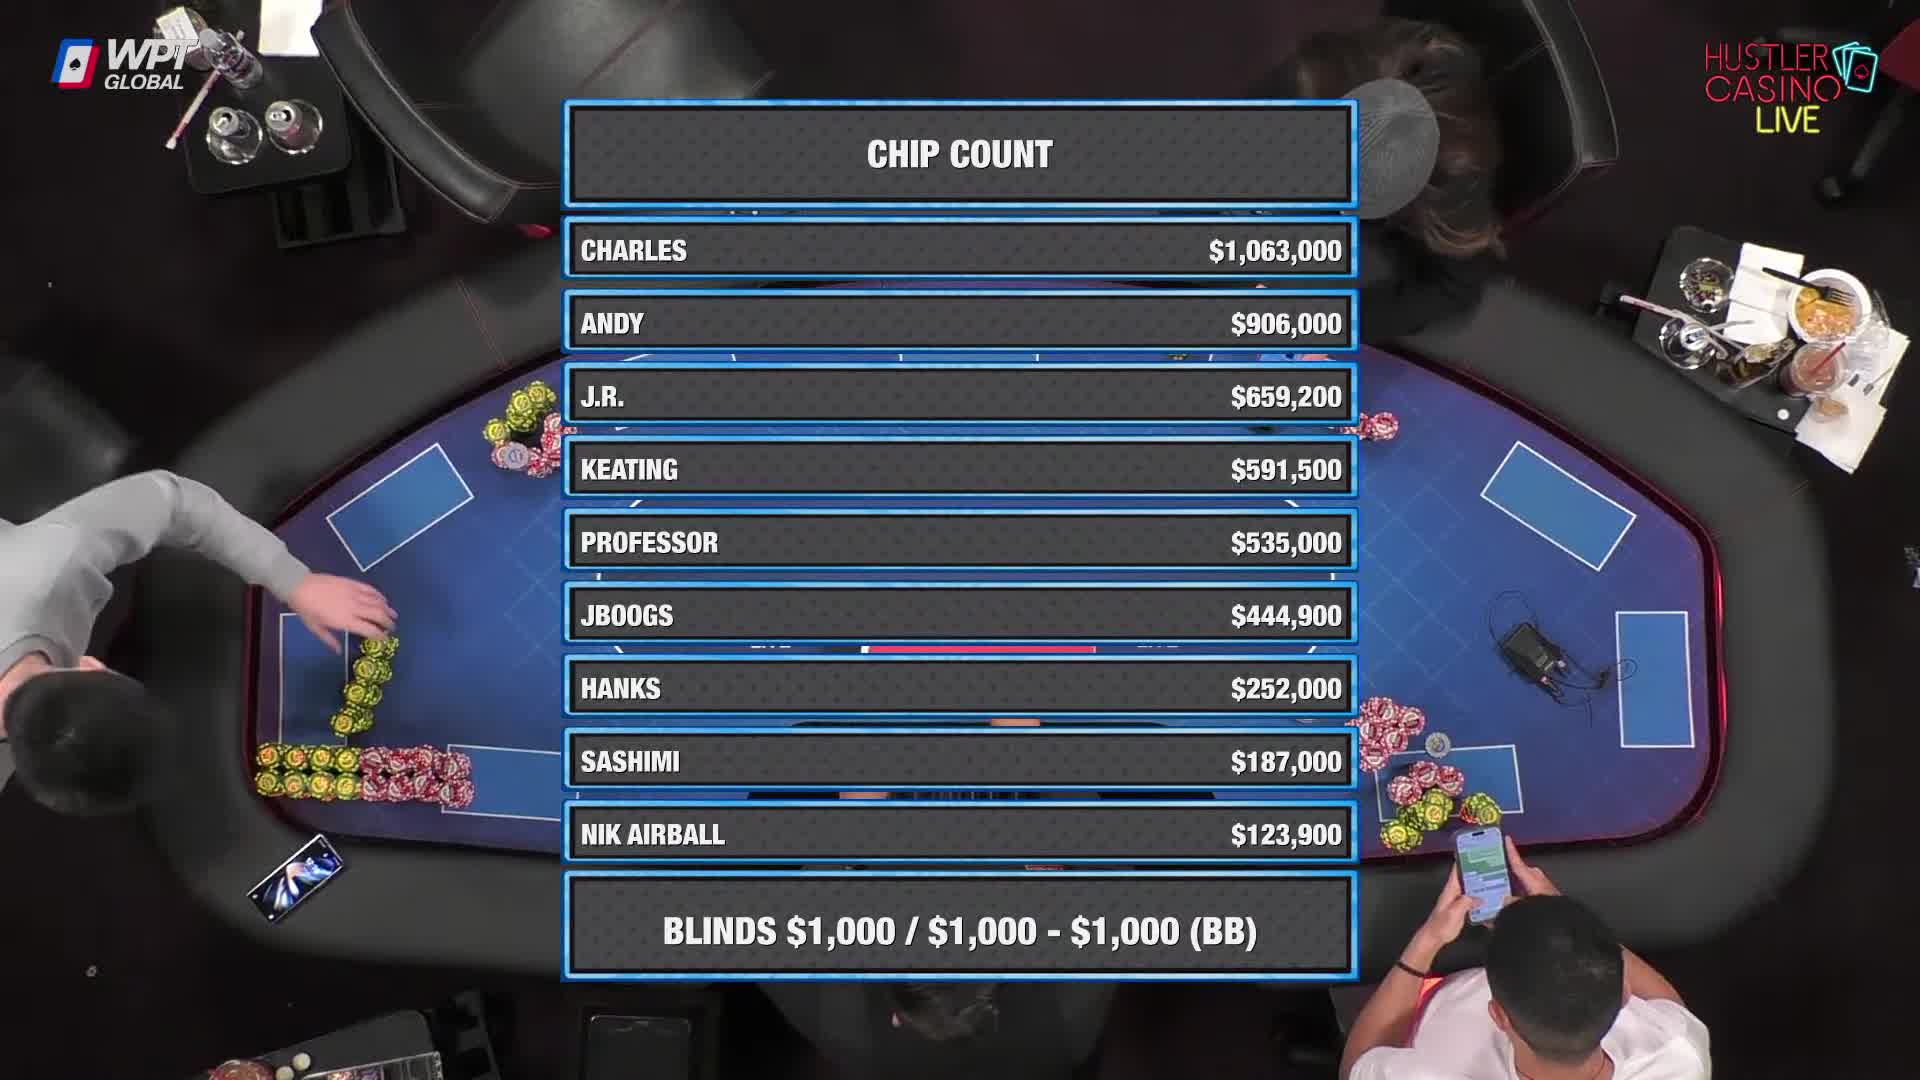 WPT
GLOBAL
HUSTLER
CASINO
LIVE
CHIP COUNT
CHARLES $1,063,000
ANDY $906,000
J.R. $659,200
KEATING $591,500
PROFESSOR $535,000
JBOOGS $444,900
HANKS $252,000
SASHIMI $187,000
NIK AIRBALL $123,900
BLINDS $1,000 / $1,000 - $1,000 (BB)